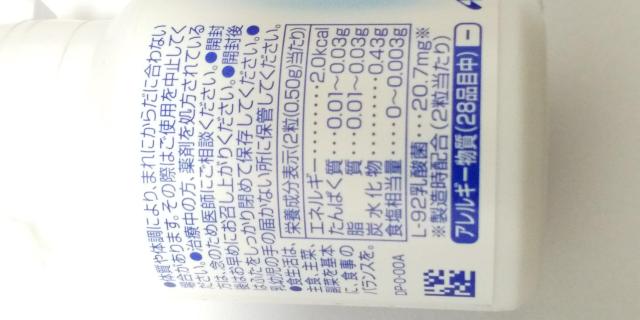 ●体質や体調により、まれにからだに合わない
場合があります。その際はご使用を中止してく
ださい。●治療中の方、薬剤を処方されている
方は、念のため医師にご相談ください。●開封
後はお早めにお召し上がりください。●開封後
はふたをしっかり閉めて保存してください。●
乳幼児の手の届かない所に保管してください。
●食生活は、
主食、主菜、
副菜を基本
に、食事の
バランスを。
栄養成分表示(2粒(0.50g)当たり)
エネルギー………2.0kcal
たんぱく質…0.01~0.03g
脂質…0.01~0.03g
炭水化物………0.43g
食塩相当量…0~0.003g
L-92乳酸菌…20.7mg※
※製造時配合(2粒当たり)
アレルギー物質(28品目中) -
DP-0-0DA